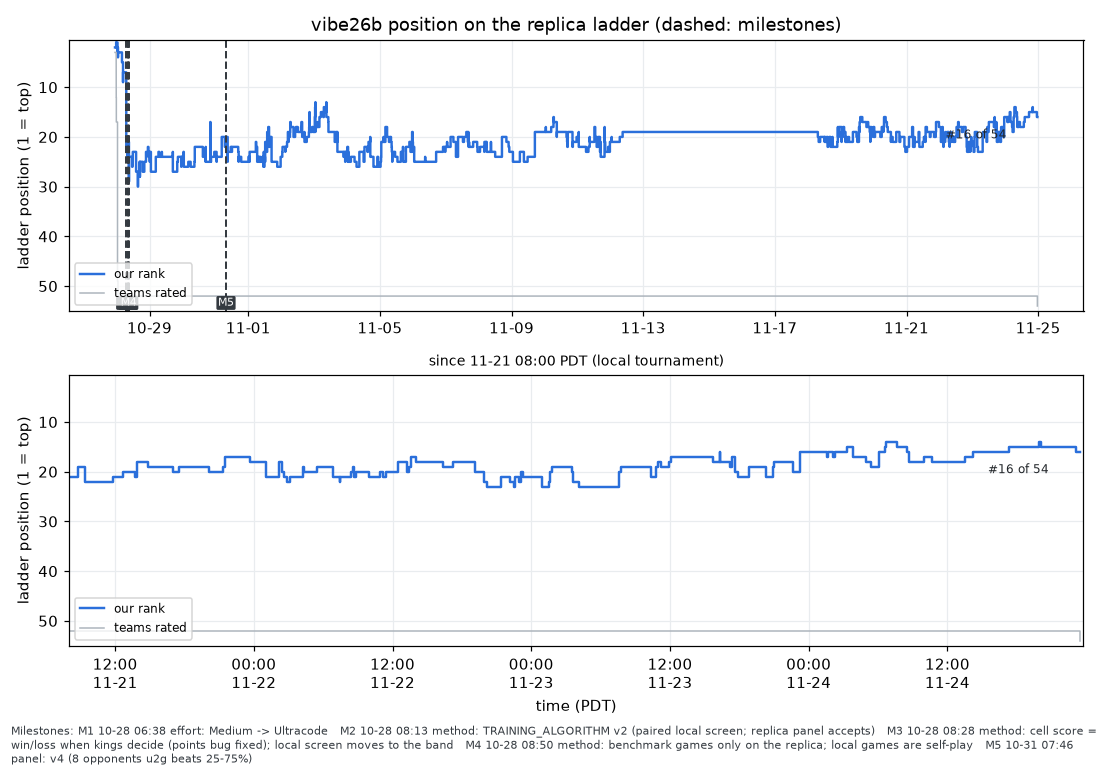 vibe26b position on the replica ladder (dashed: milestones)
ladder position (1 = top)
10
20
30
40
50
#16 of 54
our rank
teams rated
M5
10-29
11-01
11-05
11-09
11-13
11-17
11-21
11-25
since 11-21 08:00 PDT (local tournament)
ladder position (1 = top)
10
20
30
40
50
#16 of 54
our rank
teams rated
12:00 00:00 12:00 00:00 12:00 00:00 12:00
11-21 11-22 11-22 11-23 11-23 11-24 11-24
time (PDT)
Milestones: M1 10-28 06:38 effort: Medium -> Ultracode M2 10-28 08:13 method: TRAINING_ALGORITHM v2 (paired local screen; replica panel accepts) M3 10-28 08:28 method: cell score =
win/loss when kings decide (points bug fixed); local screen moves to the band M4 10-28 08:50 method: benchmark games only on the replica; local games are self-play M5 10-31 07:46
panel: v4 (8 opponents u2g beats 25-75%)